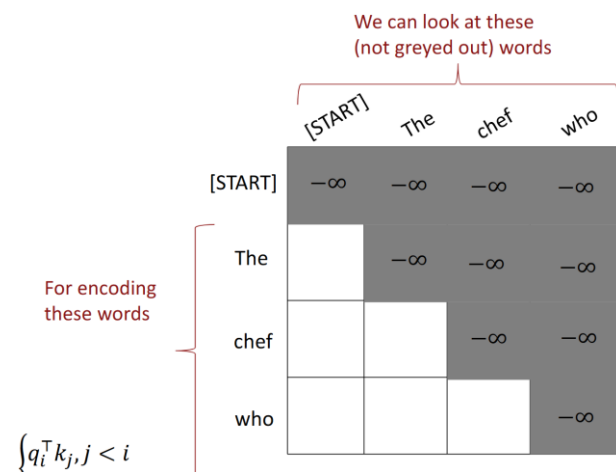 We can look at these
(not greyed out) words
[START] The chef who
[START] −∞ −∞ −∞ −∞
The −∞ −∞ −∞
For encoding
these words
chef −∞ −∞
who −∞
{q_i^⊤ k_j, j < i